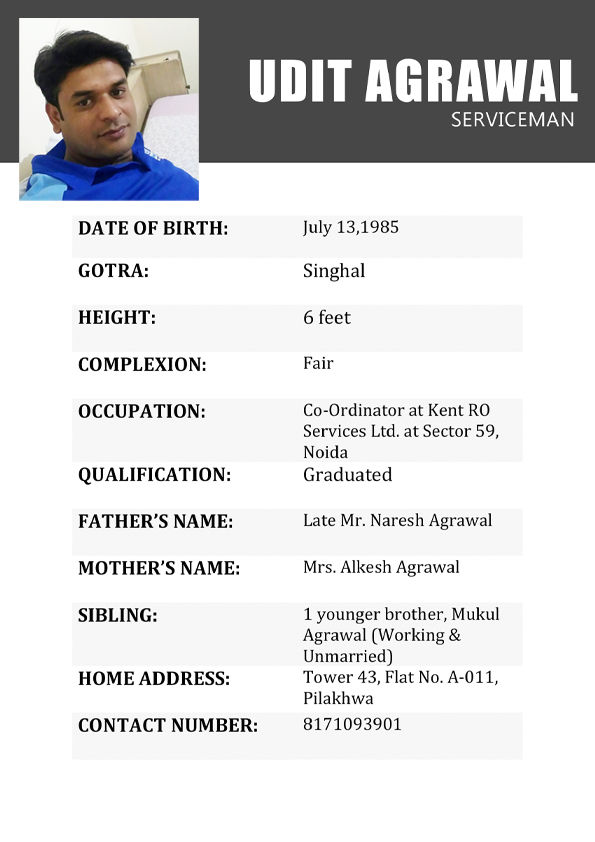 UDIT AGRAWAL
SERVICEMAN
DATE OF BIRTH: July 13,1985
GOTRA: Singhal
HEIGHT: 6 feet
COMPLEXION: Fair
OCCUPATION: Co-Ordinator at Kent RO
Services Ltd. at Sector 59,
Noida
QUALIFICATION: Graduated
FATHER'S NAME: Late Mr. Naresh Agrawal
MOTHER'S NAME: Mrs. Alkesh Agrawal
SIBLING: 1 younger brother, Mukul
Agrawal (Working &
Unmarried)
HOME ADDRESS: Tower 43, Flat No. A-011,
Pilakhwa
CONTACT NUMBER: 8171093901